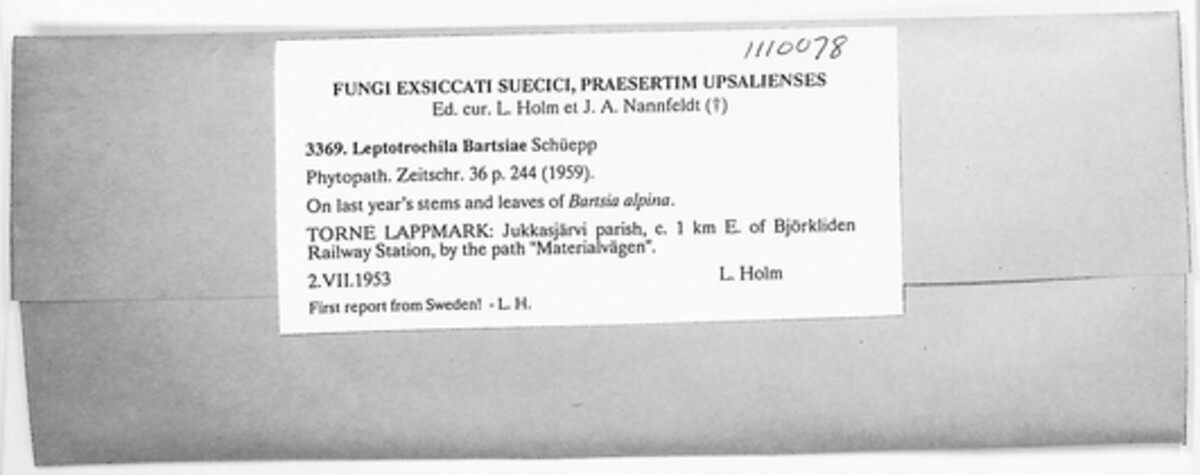 1110078
FUNGI EXSICCATI SUECICI, PRAESERTIM UPSALIENSES
Ed. cur. L. Holm et J. A. Nannfeldt (†)
3369. Leptotrochila Bartsiae Schüepp
Phytopath. Zeitschr. 36 p. 244 (1959).
On last year's stems and leaves of Bartsia alpina.
TORNE LAPPMARK: Jukkasjärvi parish, c. 1 km E. of Björkliden
Railway Station, by the path "Materialvägen".
2.VII.1953 L. Holm
First report from Sweden! - L. H.